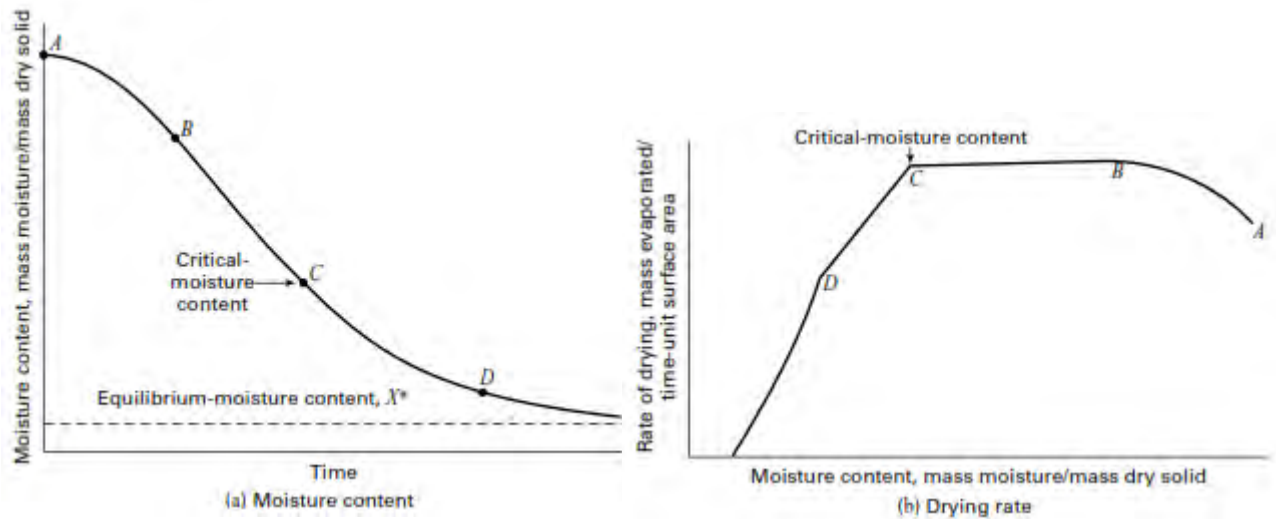 Moisture content, mass moisture/mass dry solid
A
B
Critical-
moisture
content
C
D
Equilibrium-moisture content, X*
Time
(a) Moisture content
Rate of drying, mass evaporated/
time-unit surface area
Critical-moisture content
C
B
A
D
Moisture content, mass moisture/mass dry solid
(b) Drying rate